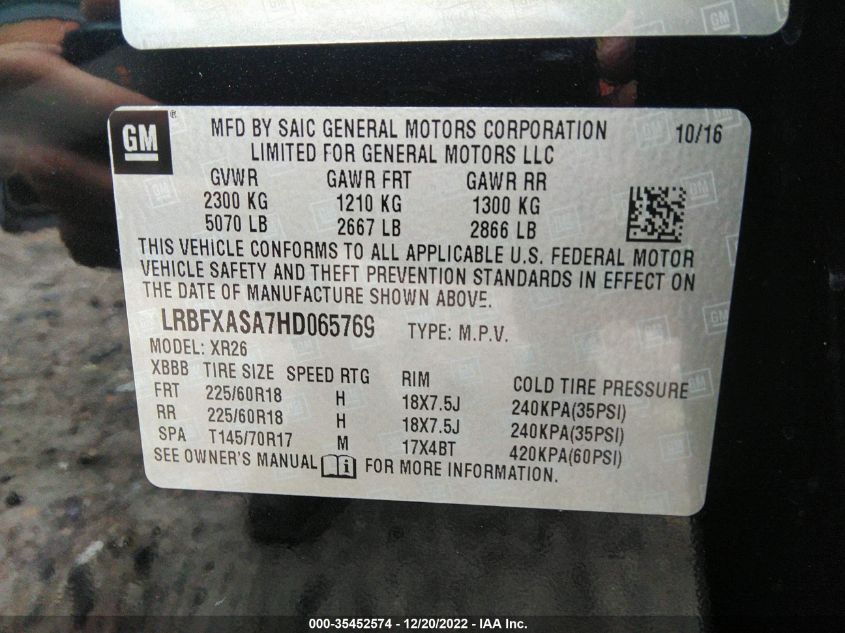 GM ® MFD BY SAIC GENERAL MOTORS CORPORATION 10/16
LIMITED FOR GENERAL MOTORS LLC
GVWR GAWR FRT GAWR RR
2300 KG 1210 KG 1300 KG
5070 LB 2667 LB 2866 LB
THIS VEHICLE CONFORMS TO ALL APPLICABLE U.S. FEDERAL MOTOR
VEHICLE SAFETY AND THEFT PREVENTION STANDARDS IN EFFECT ON
THE DATE OF MANUFACTURE SHOWN ABOVE.
LRBFXASA7HD065769 TYPE: M.P.V.
MODEL: XR26
XBBB TIRE SIZE SPEED RTG RIM COLD TIRE PRESSURE
FRT 225/60R18 H 18X7.5J 240KPA(35PSI)
RR 225/60R18 H 18X7.5J 240KPA(35PSI)
SPA T145/70R17 M 17X4BT 420KPA(60PSI)
SEE OWNER'S MANUAL i FOR MORE INFORMATION.
000-35452574 - 12/20/2022 - IAA Inc.